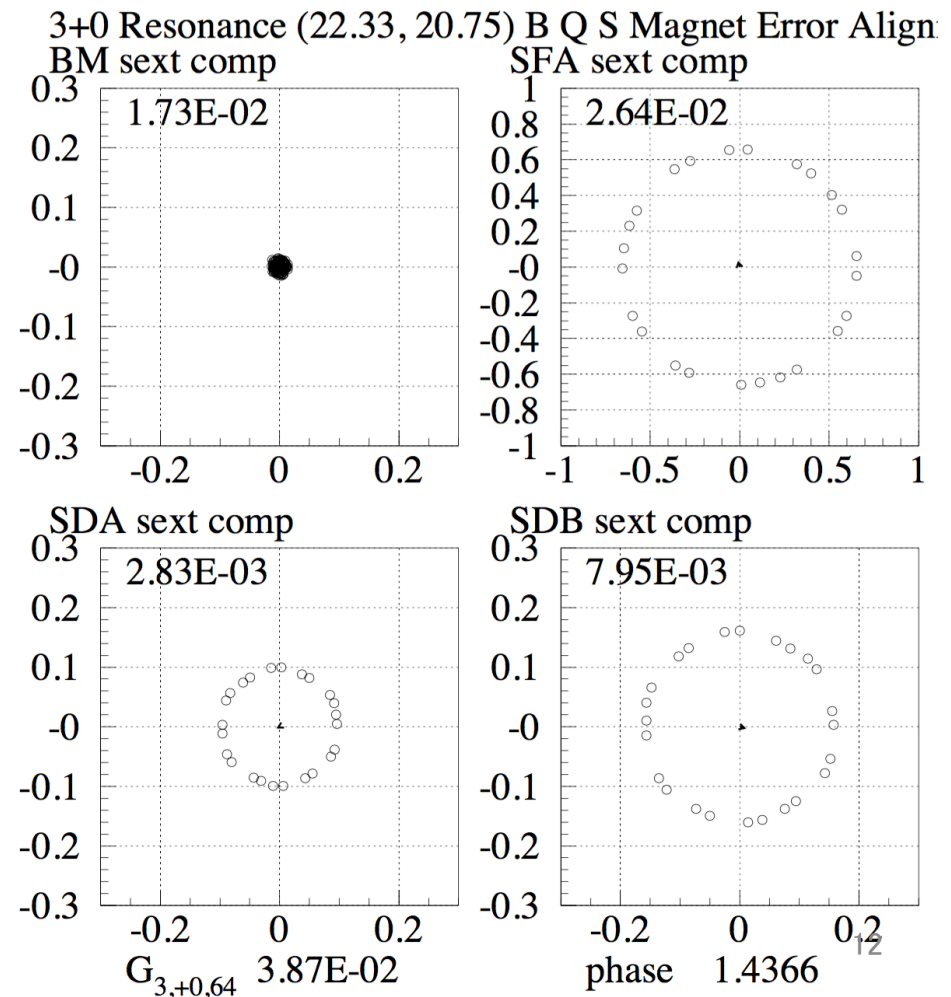 3+0 Resonance (22.33, 20.75) B Q S Magnet Error Align
BM sext comp
0.3
1.73E-02
0.2
0.1
-0
-0.1
-0.2
-0.3
-0.2 0 0.2
SFA sext comp
1
2.64E-02
0.8
0.6
0.4
0.2
-0
-0.2
-0.4
-0.6
-0.8
-1
-1 -0.5 0 0.5 1
SDA sext comp
0.3
2.83E-03
0.2
0.1
-0
-0.1
-0.2
-0.3
-0.2 0 0.2
G3,+0,64 3.87E-02
SDB sext comp
0.3
7.95E-03
0.2
0.1
-0
-0.1
-0.2
-0.3
-0.2 0 0.2
12
phase 1.4366